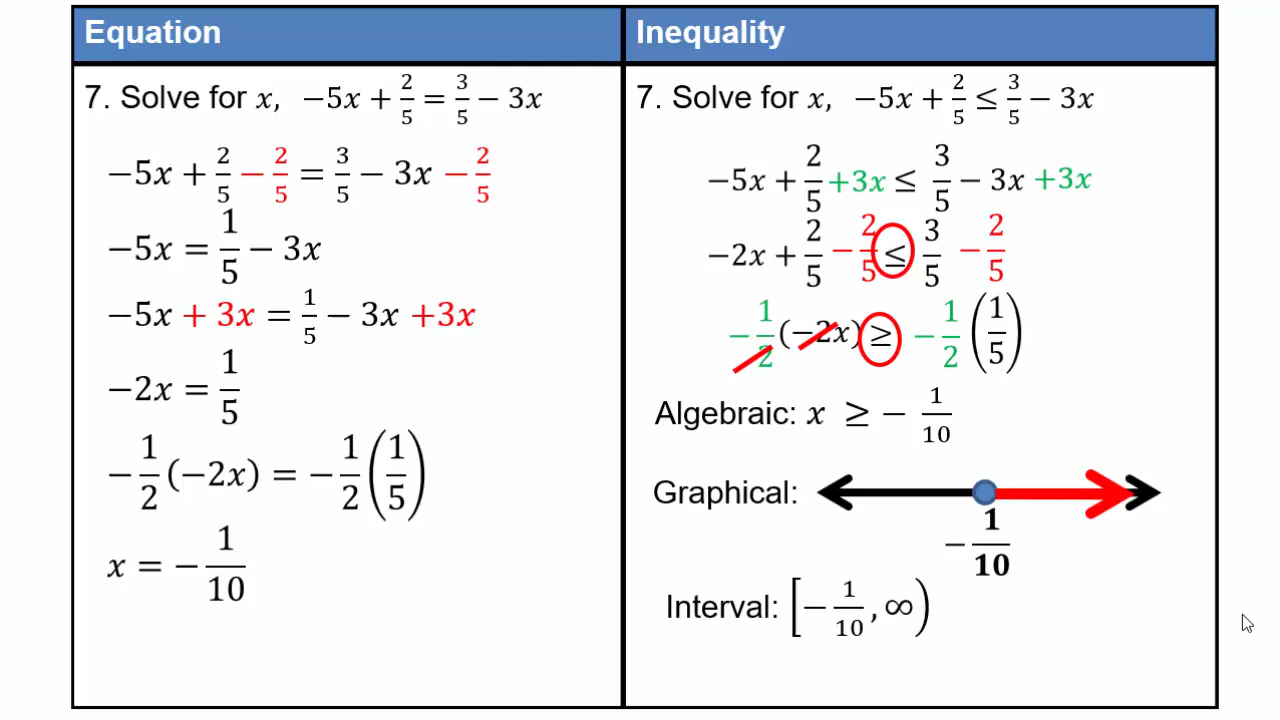 Equation
7. Solve for x, −5x + 2/5 = 3/5 − 3x
−5x + 2/5 − 2/5 = 3/5 − 3x − 2/5
−5x = 1/5 − 3x
−5x + 3x = 1/5 − 3x +3x
−2x = 1/5
−1/2(−2x) = −1/2(1/5)
x = −1/10
Inequality
7. Solve for x, −5x + 2/5 ≤ 3/5 − 3x
−5x + 2/5 +3x ≤ 3/5 − 3x +3x
−2x + 2/5 − 2/5 ≤ 3/5 − 2/5
−1/2(−2x) ≥ −1/2(1/5)
Algebraic: x ≥ −1/10
Graphical:
−1/10
Interval: [−1/10, ∞)